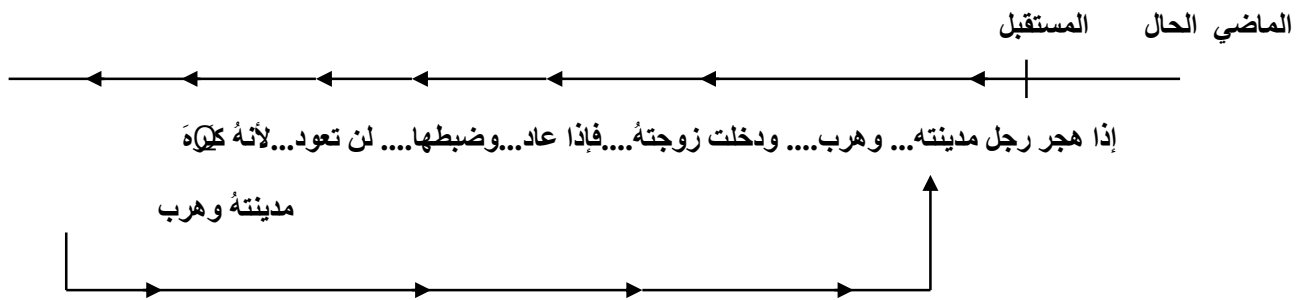 الماضي الحال المستقبل
إذا هجر رجل مدينته... وهرب.... ودخلت زوجتهُ....فإذا عاد...وضبطها.... لن تعود...لأنهُ كَرِهَ
مدينتهُ وهرب